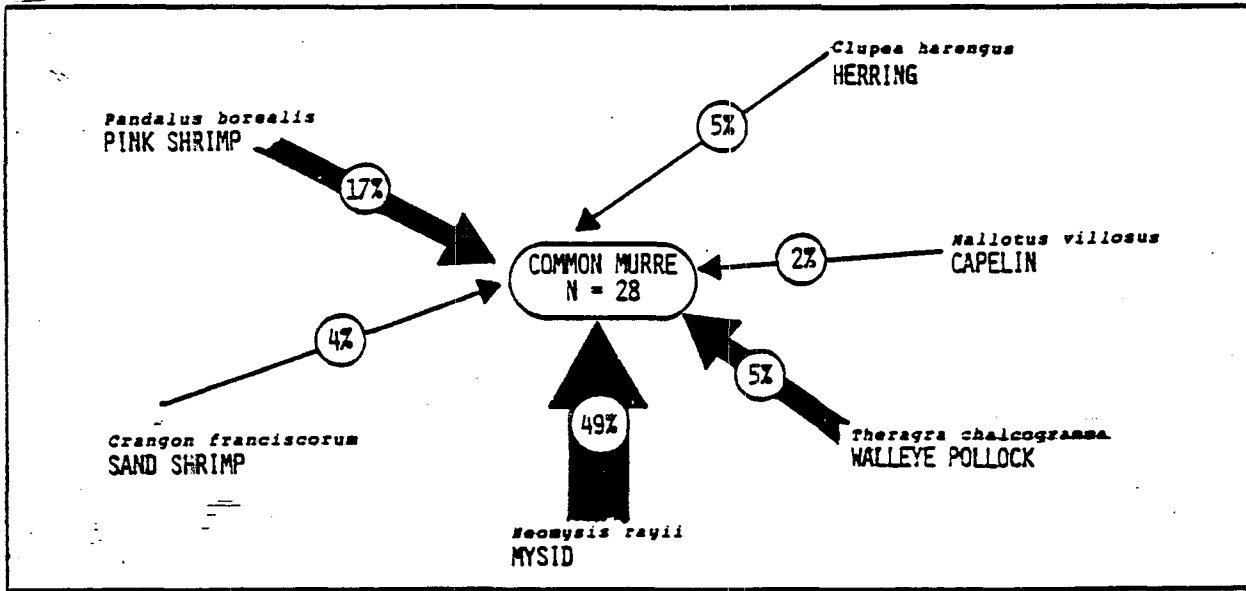 Clupea harengus
HERRING
5%
Pandalus borealis
PINK SHRIMP
17%
Mallotus villosus
CAPELIN
2%
COMMON MURRE
N = 28
4%
5%
49%
Crangon franciscorum
SAND SHRIMP
Theragra chalcogramma
WALLEYE POLLOCK
Neomysis rayii
MYSID